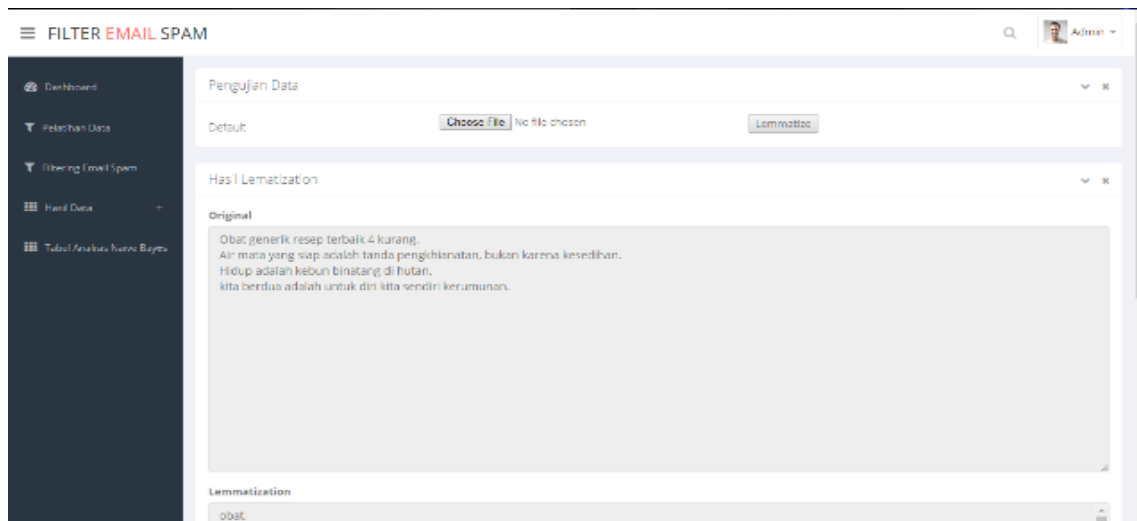 FILTER EMAIL SPAM
Admin
Dashboard
Pelatihan Data
Filtering Email Spam
Hasil Data
Tabel Analisis Naive Bayes
Pengujian Data
Default
Choose File No file chosen
Lemmatize
Hasil Lematization
Original
Obat generik resep terbaik 4 kurang.
Air mata yang siap adalah tanda pengkhianatan, bukan karena kesedihan.
Hidup adalah kebun binatang di hutan.
kita berdua adalah untuk diri kita sendiri kerumunan.
Lemmatization
obat